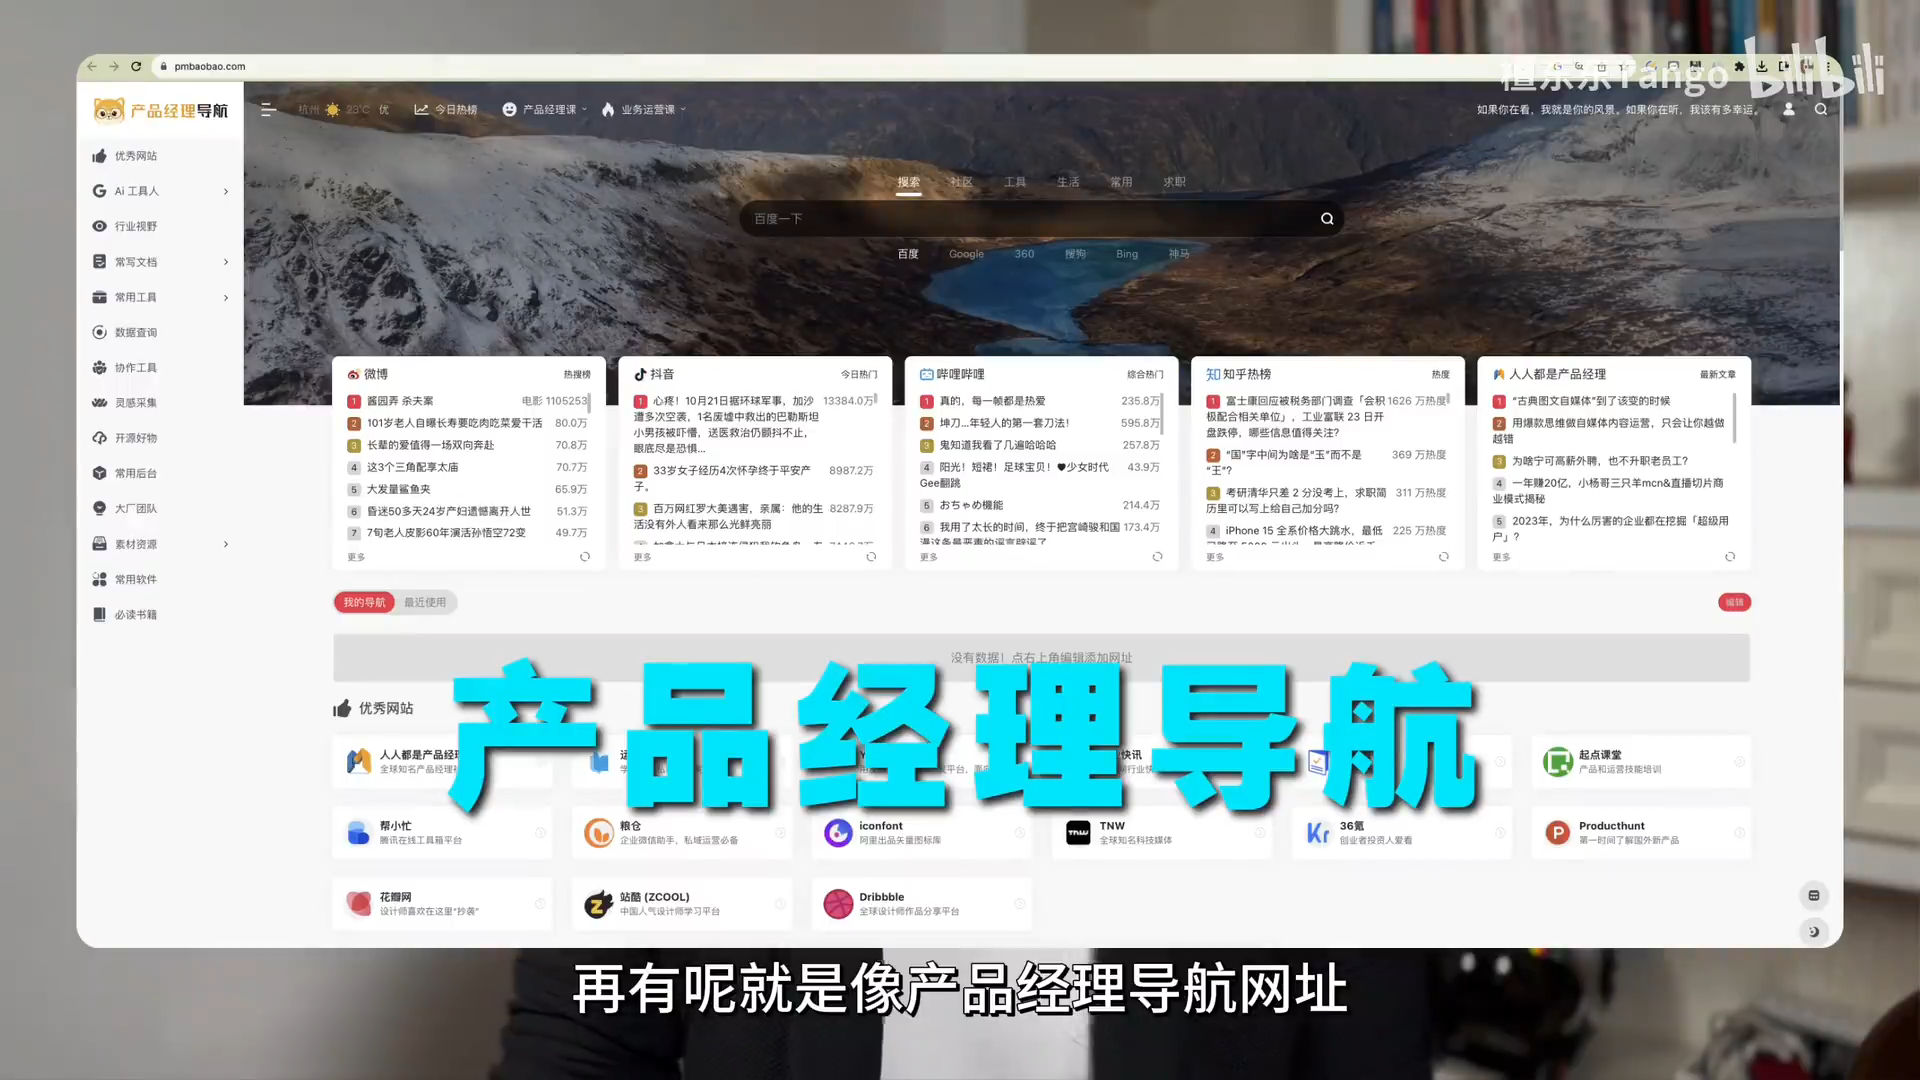 pmbaobao.com
檀东东Tango
bilibili
产品经理导航
杭州 23°C 优
今日热榜
产品经理课
业务运营课
如果你在看，我就是你的风景。如果你在听，我该有多幸运。
优秀网站
Ai 工具人
行业视野
常写文档
常用工具
数据查询
协作工具
灵感采集
开源好物
常用后台
大厂团队
素材资源
常用软件
必读书籍
搜索 社区 工具 生活 常用 求职
百度一下
百度 Google 360 搜狗 Bing 神马
微博 热搜榜
1 酱园弄 杀夫案 电影 1105253
2 101岁老人自曝长寿要吃肉吃菜爱干活 80.0万
3 长辈的爱值得一场双向奔赴 70.8万
4 这3个三角配享太庙 70.7万
5 大发量鲨鱼夹 65.9万
6 昏迷50多天24岁产妇遗憾离开人世 51.3万
7 7旬老人皮影60年演活孙悟空72变 49.7万
更多
抖音 今日热门
1 心疼！10月21日据环球军事，加沙 13384.0万
遭多次空袭，1名废墟中救出的巴勒斯坦
小男孩被吓懵，送医救治仍颤抖不止，
眼底尽是恐惧...
2 33岁女子经历4次怀孕终于平安产 8987.2万
子。
3 百万网红罗大美遇害，亲属：他的生 8287.9万
活没有外人看来那么光鲜亮丽
更多
哔哩哔哩 综合热门
1 真的，每一帧都是热爱 235.8万
2 坤刀...年轻人的第一套刀法！ 595.8万
3 鬼知道我看了几遍哈哈哈 257.8万
4 阳光！短裙！足球宝贝！♥少女时代 43.9万
Gee翻跳
5 おちゃめ機能 214.4万
6 我用了太长的时间，终于把宫崎骏和国 173.4万
漫这条最恶毒的谣言辟谣了
更多
知乎热榜 热度
1 富士康回应被税务部门调查「会积 1626 万热度
极配合相关单位」，工业富联 23 日开
盘跌停，哪些信息值得关注？
2 “国”字中间为啥是“玉”而不是 369 万热度
“王”？
3 考研清华只差 2 分没考上，求职简 311 万热度
历里可以写上给自己加分吗？
4 iPhone 15 全系价格大跳水，最低 225 万热度
更多
人人都是产品经理 最新文章
1 “古典图文自媒体”到了该变的时候
2 用爆款思维做自媒体内容运营，只会让你越做
越错
3 为啥宁可高薪外聘，也不升职老员工？
4 一年赚20亿，小杨哥三只羊mcn&直播切片商
业模式揭秘
5 2023年，为什么厉害的企业都在挖掘「超级用
户」？
更多
我的导航 最近使用
编辑
没有数据！点右上角编辑添加网址
产品经理导航
优秀网站
人人都是产品经理
全球知名产品经理
快讯
起点课堂
产品和运营技能培训
帮小忙
腾讯在线工具箱平台
粮仓
企业微信助手，私域运营必备
iconfont
阿里出品矢量图标库
TNW
全球知名科技媒体
36氪
创业者投资人爱看
Producthunt
第一时间了解国外新产品
花瓣网
设计师喜欢在这里“抄袭”
站酷 (ZCOOL)
中国人气设计师学习平台
Dribbble
全球设计师作品分享平台
再有呢就是像产品经理导航网址